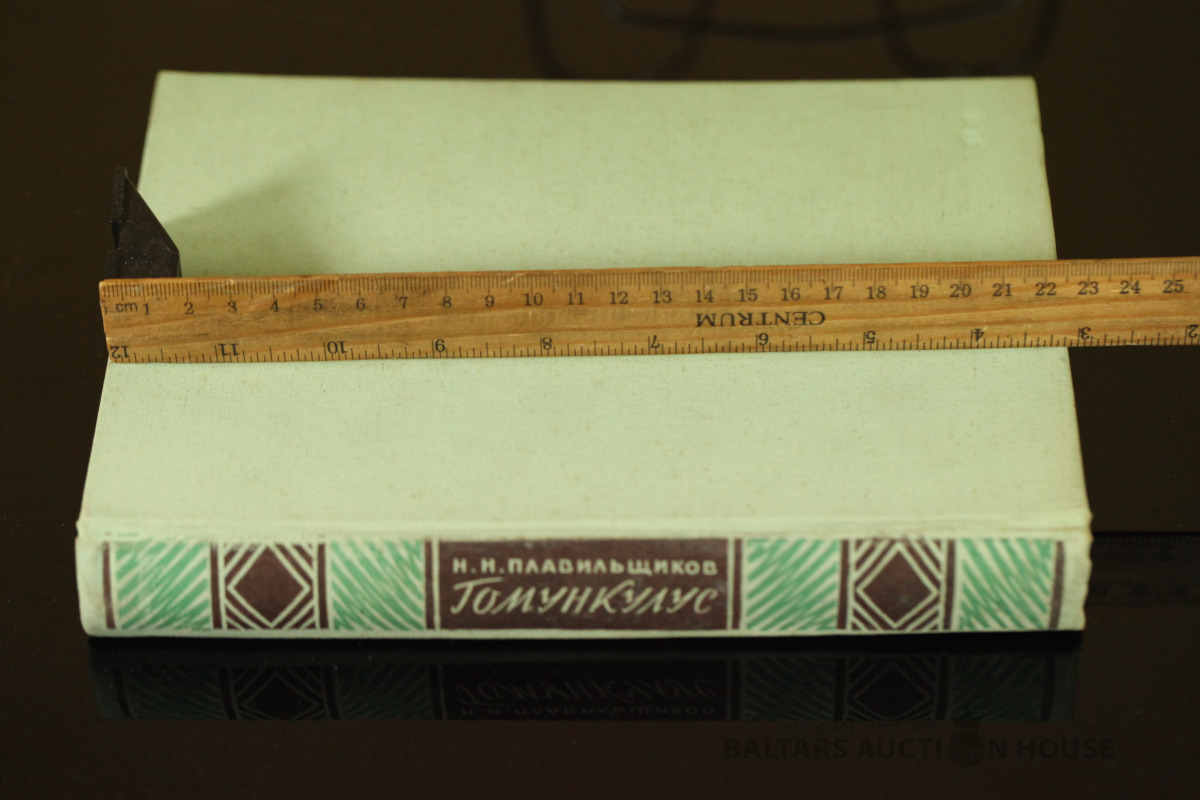 cm 1 2 3 4 5 6 7 8 9 10 11 12 13 14 15 16 17 18 19 20 21 22 23 24 25
CENTRUM
12 11 10 9 8 7 6 5 4 3 2
Н. Н. ПЛАВИЛЬЩИКОВ
Гомункулус
BALTARS AUCTION HOUSE